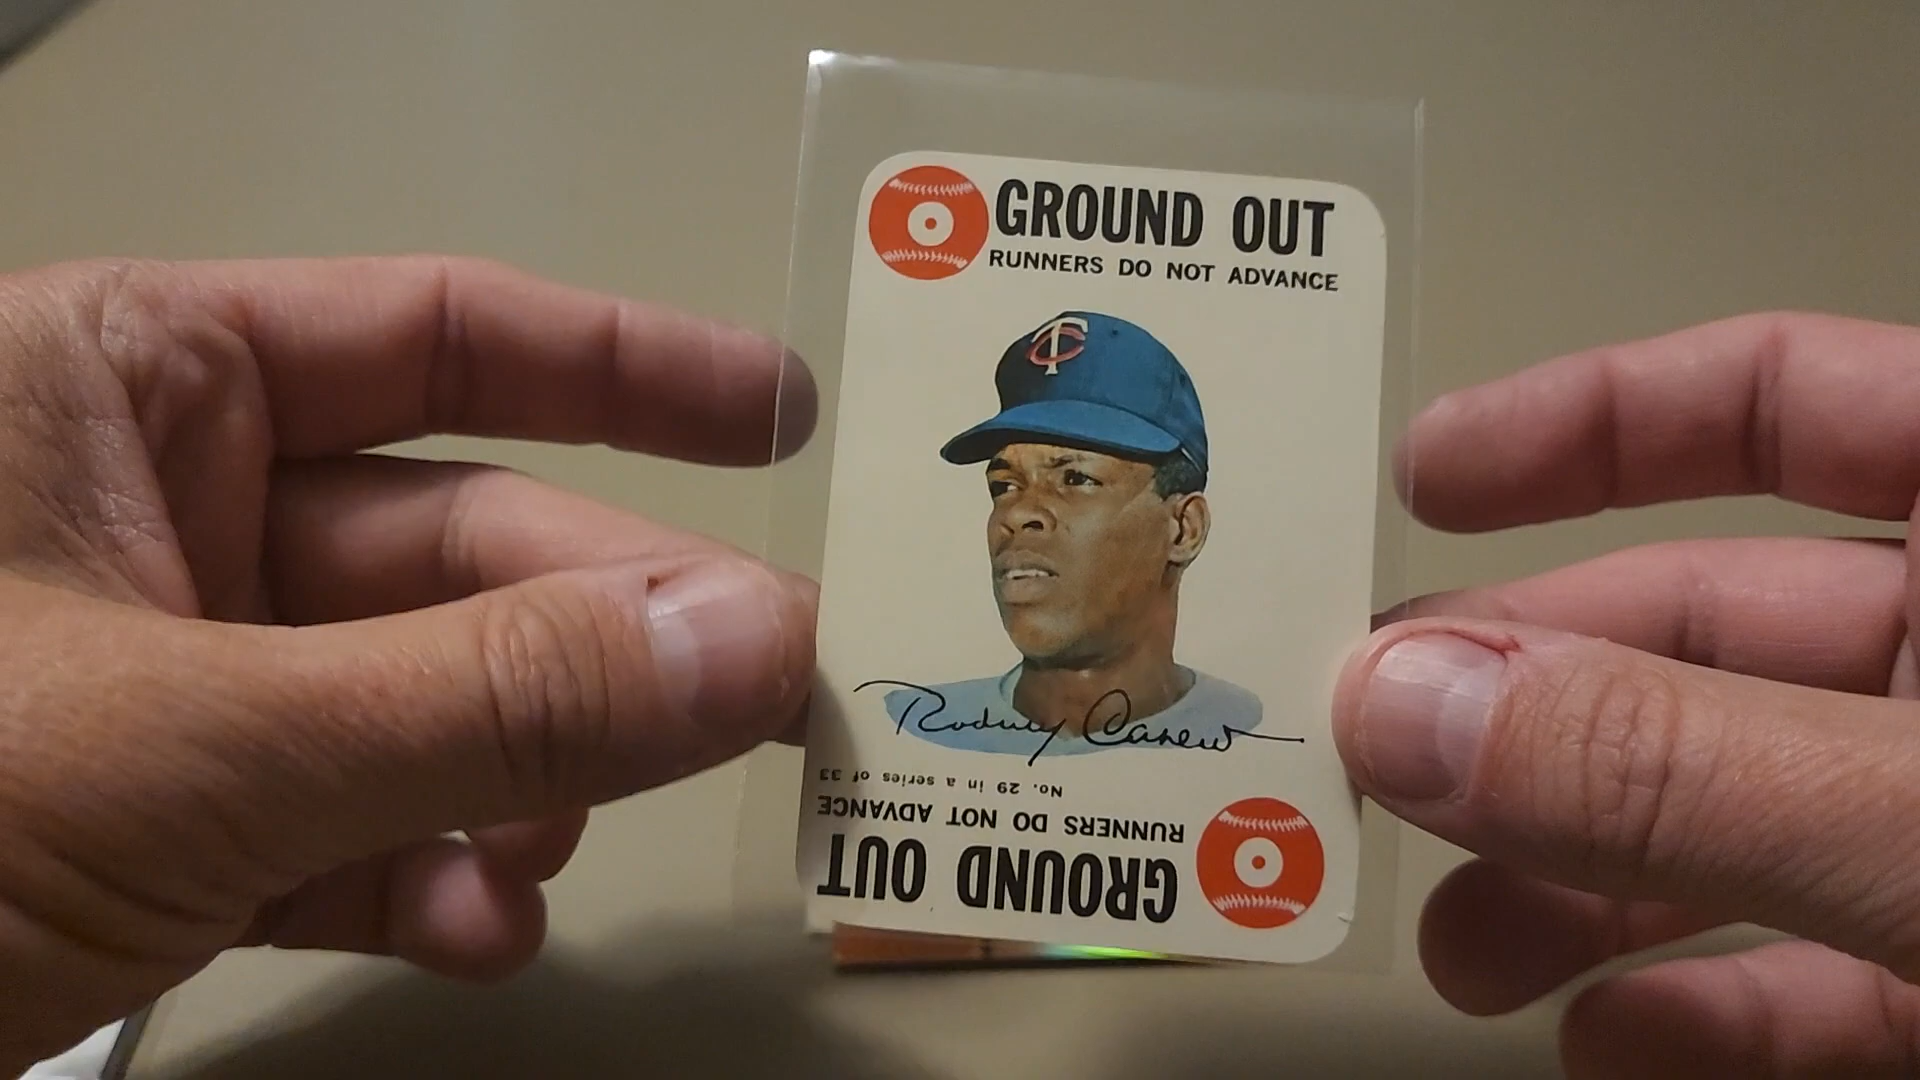 GROUND OUT
RUNNERS DO NOT ADVANCE
TC
Rodney Carew
No. 29 in a series of 33
RUNNERS DO NOT ADVANCE
GROUND OUT